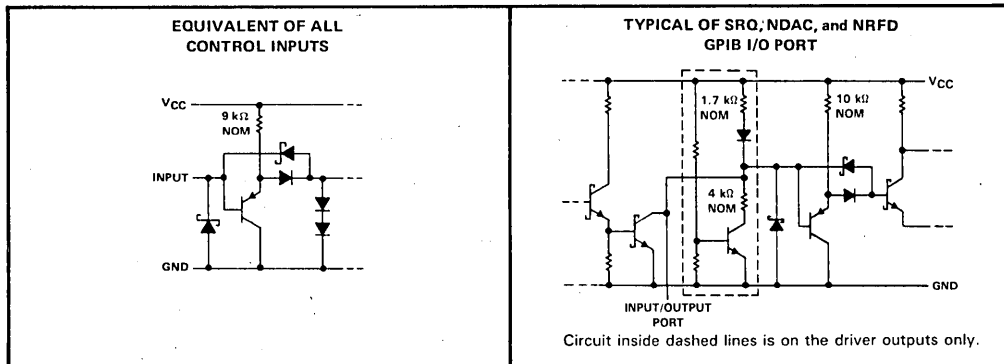 EQUIVALENT OF ALL
CONTROL INPUTS
VCC
9 kΩ
NOM
INPUT
GND
TYPICAL OF SRQ, NDAC, and NRFD
GPIB I/O PORT
VCC
1.7 kΩ
NOM
10 kΩ
NOM
4 kΩ
NOM
GND
INPUT/OUTPUT
PORT
Circuit inside dashed lines is on the driver outputs only.